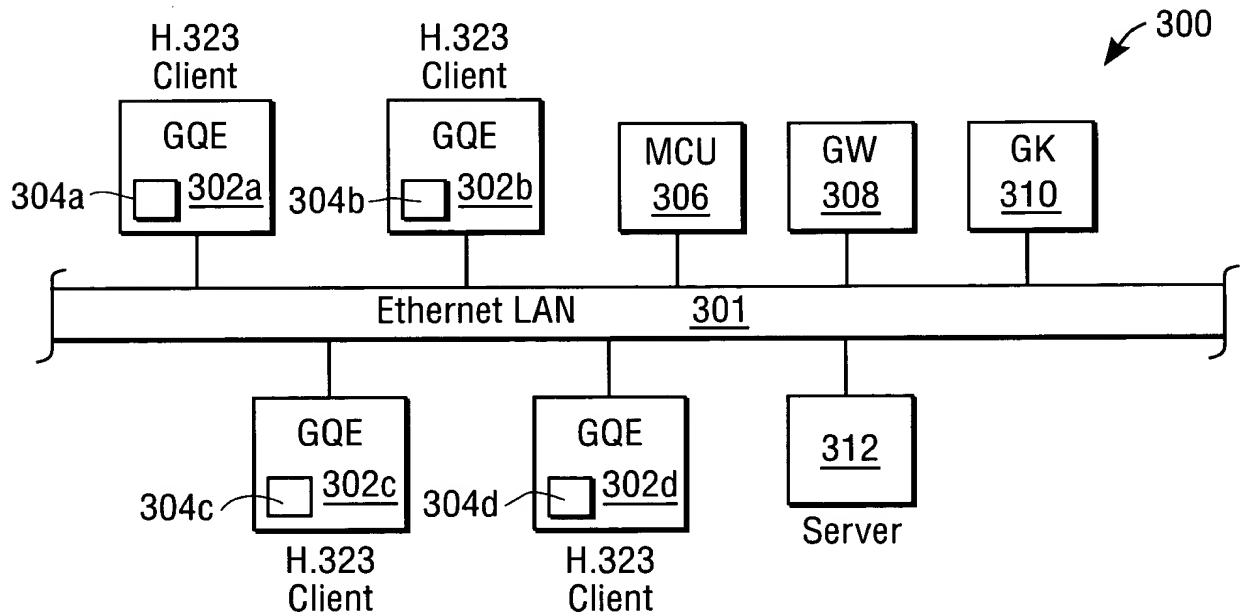 300
H.323
Client
H.323
Client
GQE
302a
304a
GQE
302b
304b
MCU
306
GW
308
GK
310
Ethernet LAN 301
GQE
302c
304c
H.323
Client
GQE
302d
304d
H.323
Client
312
Server